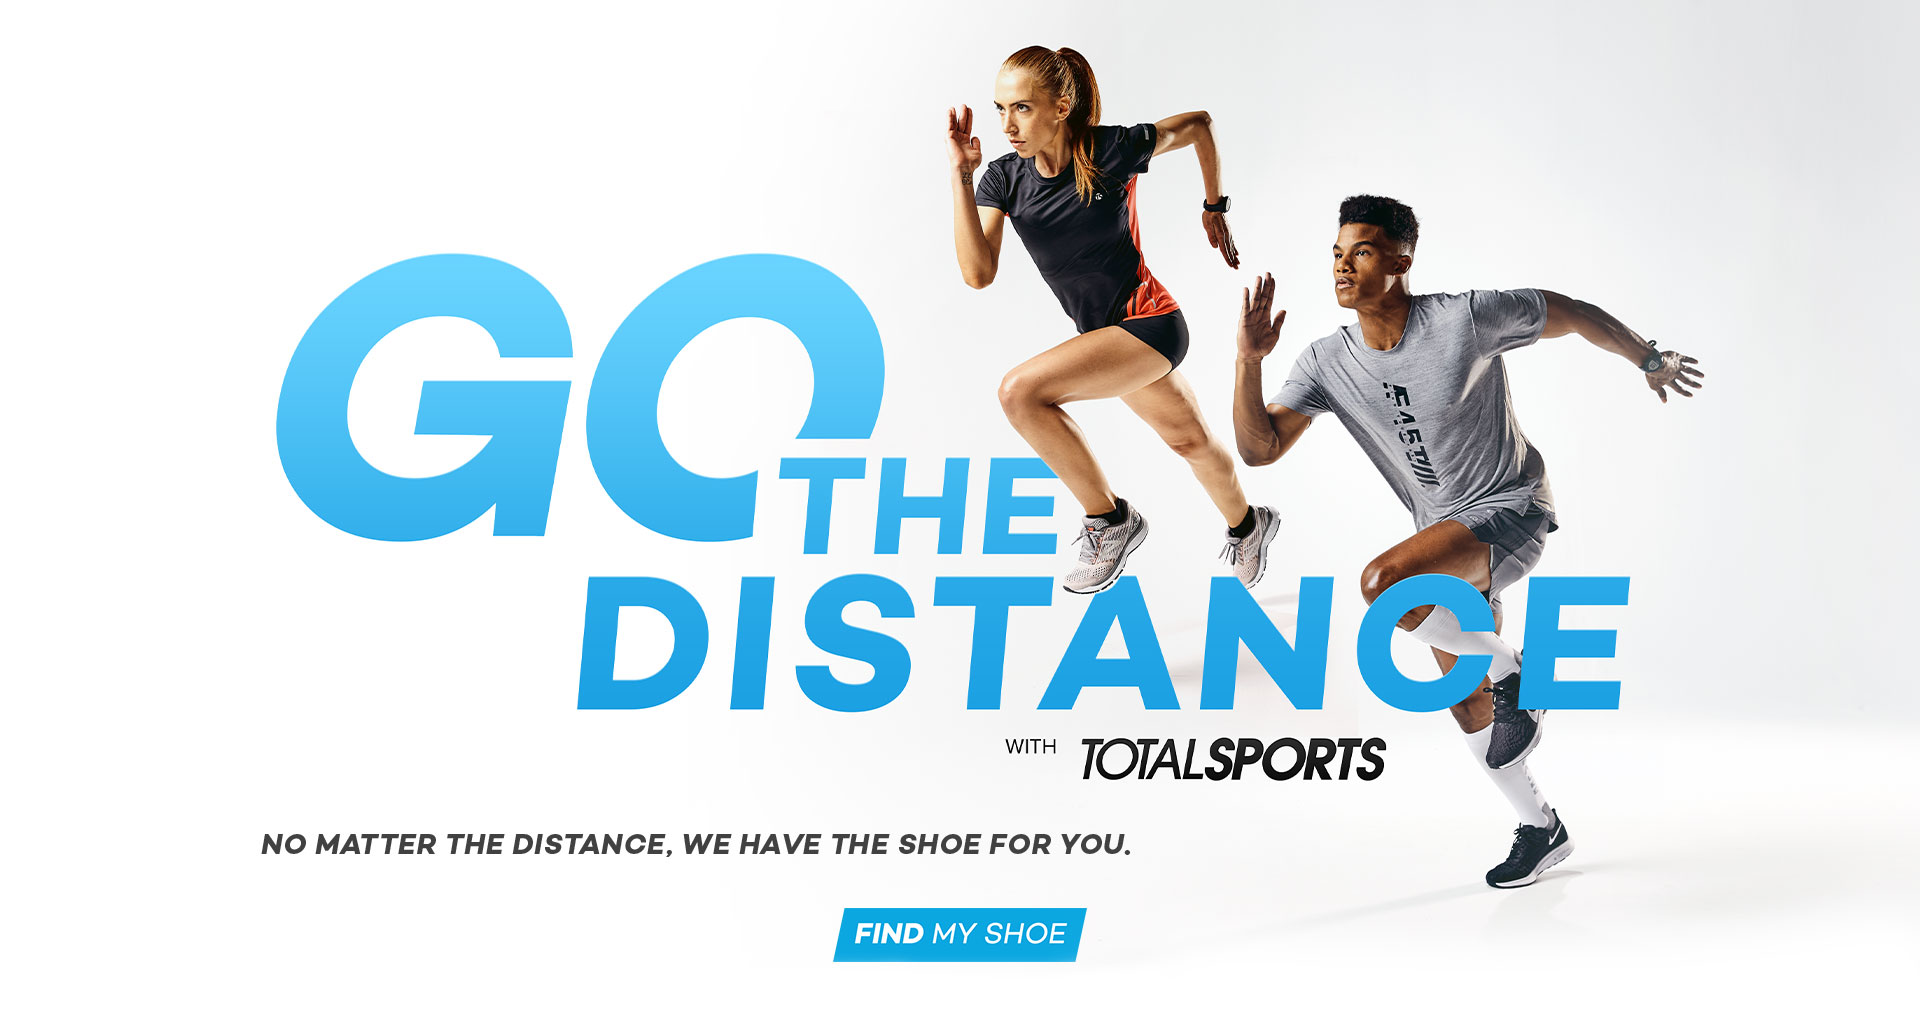 GO
THE
DISTANCE
WITH TOTALSPORTS
NO MATTER THE DISTANCE, WE HAVE THE SHOE FOR YOU.
FIND MY SHOE